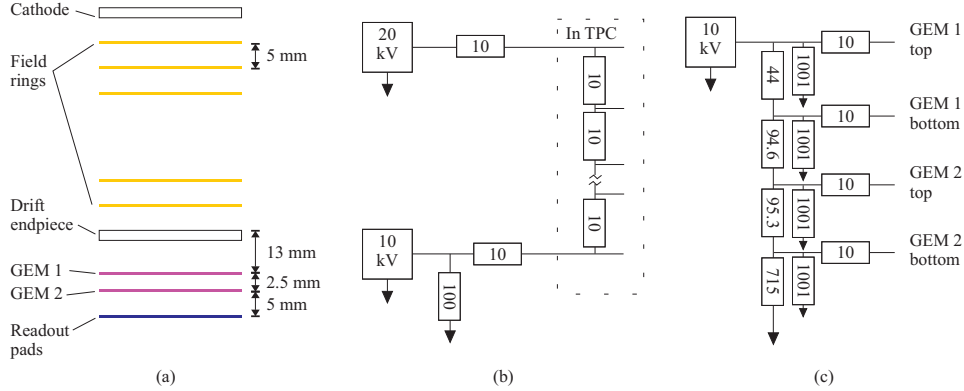 Cathode
Field
rings
5 mm
Drift
endpiece
13 mm
GEM 1
2.5 mm
GEM 2
5 mm
Readout
pads
(a)
20
kV
10
In TPC
10
10
10
10
kV
10
100
(b)
10
kV
10
GEM 1
top
44
1001
10
GEM 1
bottom
94.6
1001
10
GEM 2
top
95.3
1001
10
GEM 2
bottom
715
1001
(c)